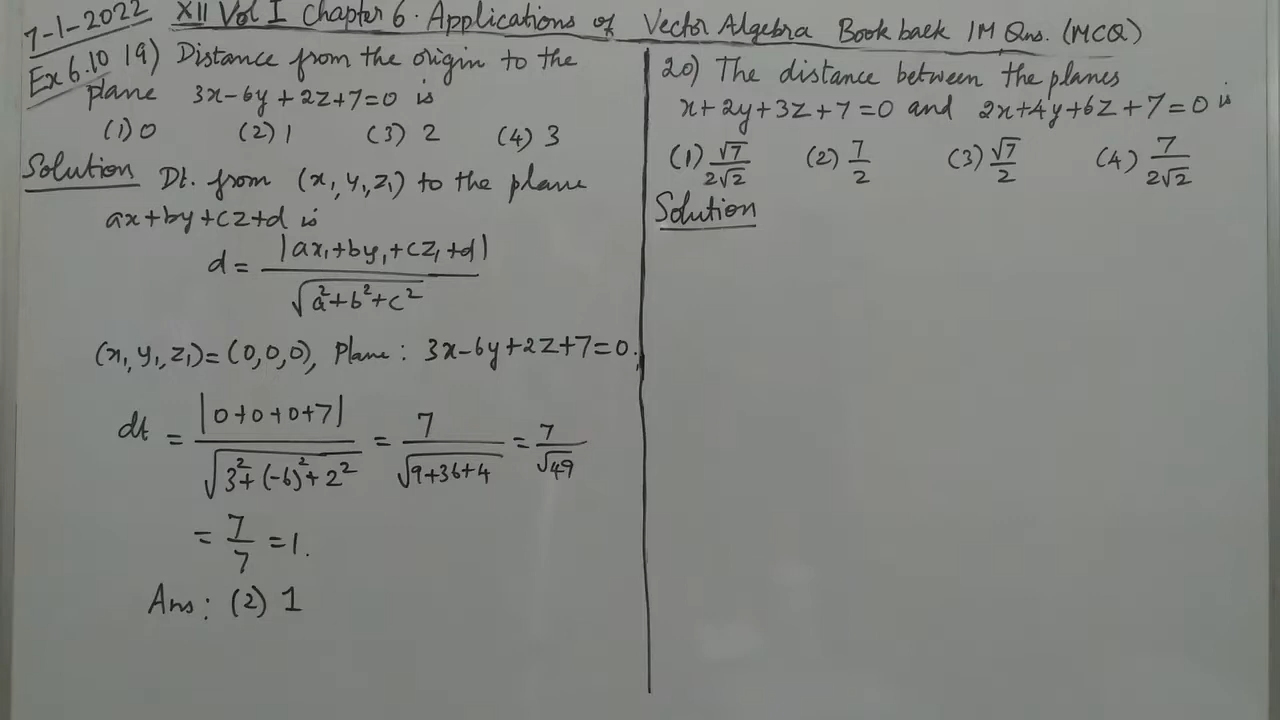 7-1-2022
XII Vol I Chapter 6. Applications of Vector Algebra Book back 1M Qns. (MCQ)
Ex 6.10 19) Distance from the origin to the
plane 3x-6y+2z+7=0 is
(1) 0 (2) 1 (3) 2 (4) 3
Solution Dt. from (x₁, y₁, z₁) to the plane
ax+by+cz+d is
d = |ax₁+by₁+cz₁+d| / √(a²+b²+c²)
(x₁, y₁, z₁) = (0,0,0), Plane: 3x-6y+2z+7=0.
dt = |0+0+0+7| / √(3²+(-6)²+2²) = 7/√(9+36+4) = 7/√49
= 7/7 = 1.
Ans: (2) 1
20) The distance between the planes
x+2y+3z+7=0 and 2x+4y+6z+7=0 is
(1) √7/2√2 (2) 7/2 (3) √7/2 (4) 7/2√2
Solution